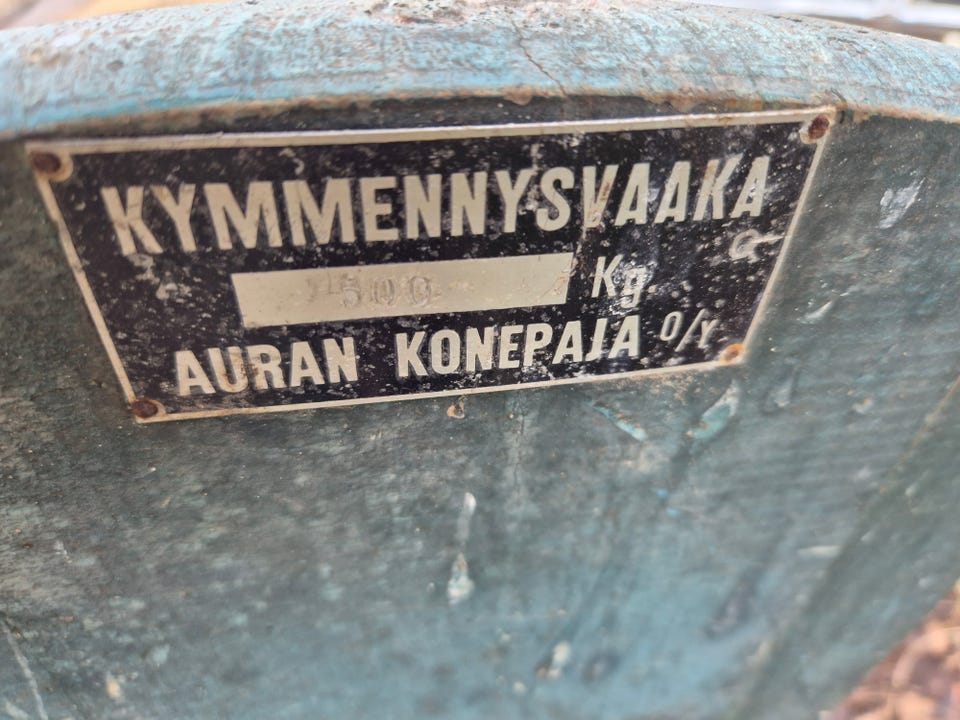 KYMMENNYSVAAKA
500 Kg
AURAN KONEPAJA O/Y